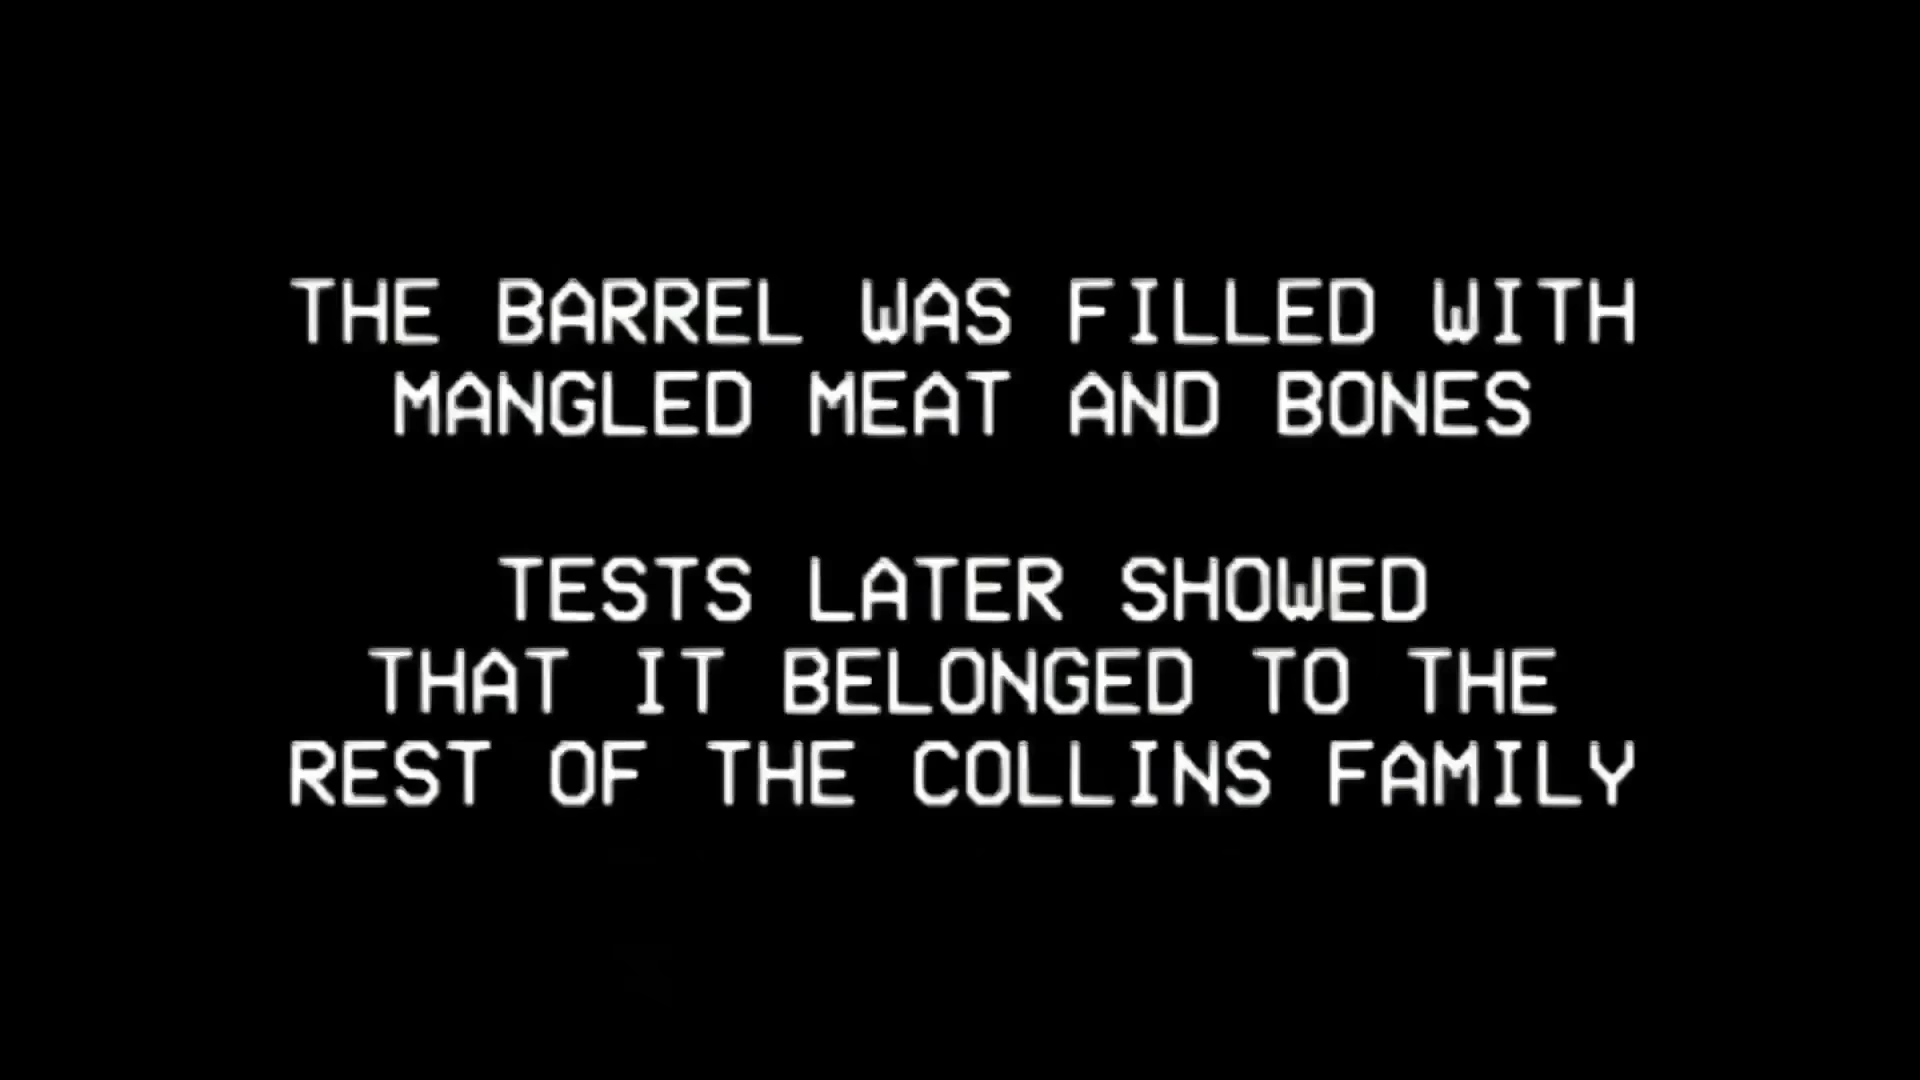 THE BARREL WAS FILLED WITH
MANGLED MEAT AND BONES
TESTS LATER SHOWED
THAT IT BELONGED TO THE
REST OF THE COLLINS FAMILY